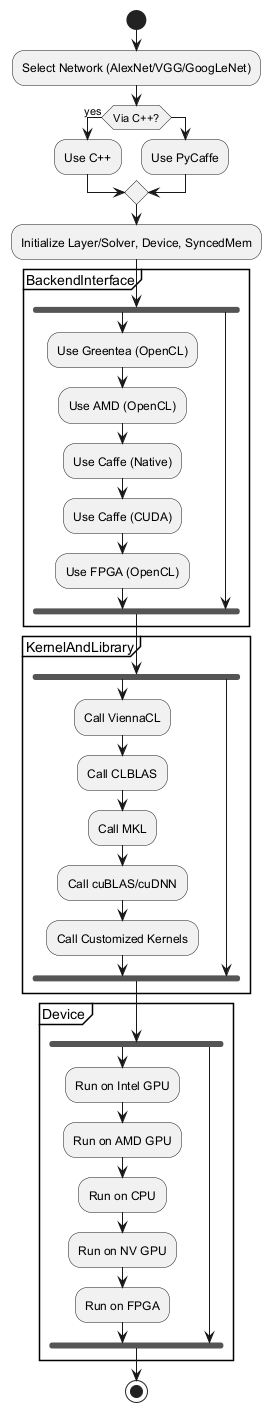 Select Network (AlexNet/VGG/GoogLeNet)
yes
Via C++?
Use C++
Use PyCaffe
Initialize Layer/Solver, Device, SyncedMem
BackendInterface
Use Greentea (OpenCL)
Use AMD (OpenCL)
Use Caffe (Native)
Use Caffe (CUDA)
Use FPGA (OpenCL)
KernelAndLibrary
Call ViennaCL
Call CLBLAS
Call MKL
Call cuBLAS/cuDNN
Call Customized Kernels
Device
Run on Intel GPU
Run on AMD GPU
Run on CPU
Run on NV GPU
Run on FPGA